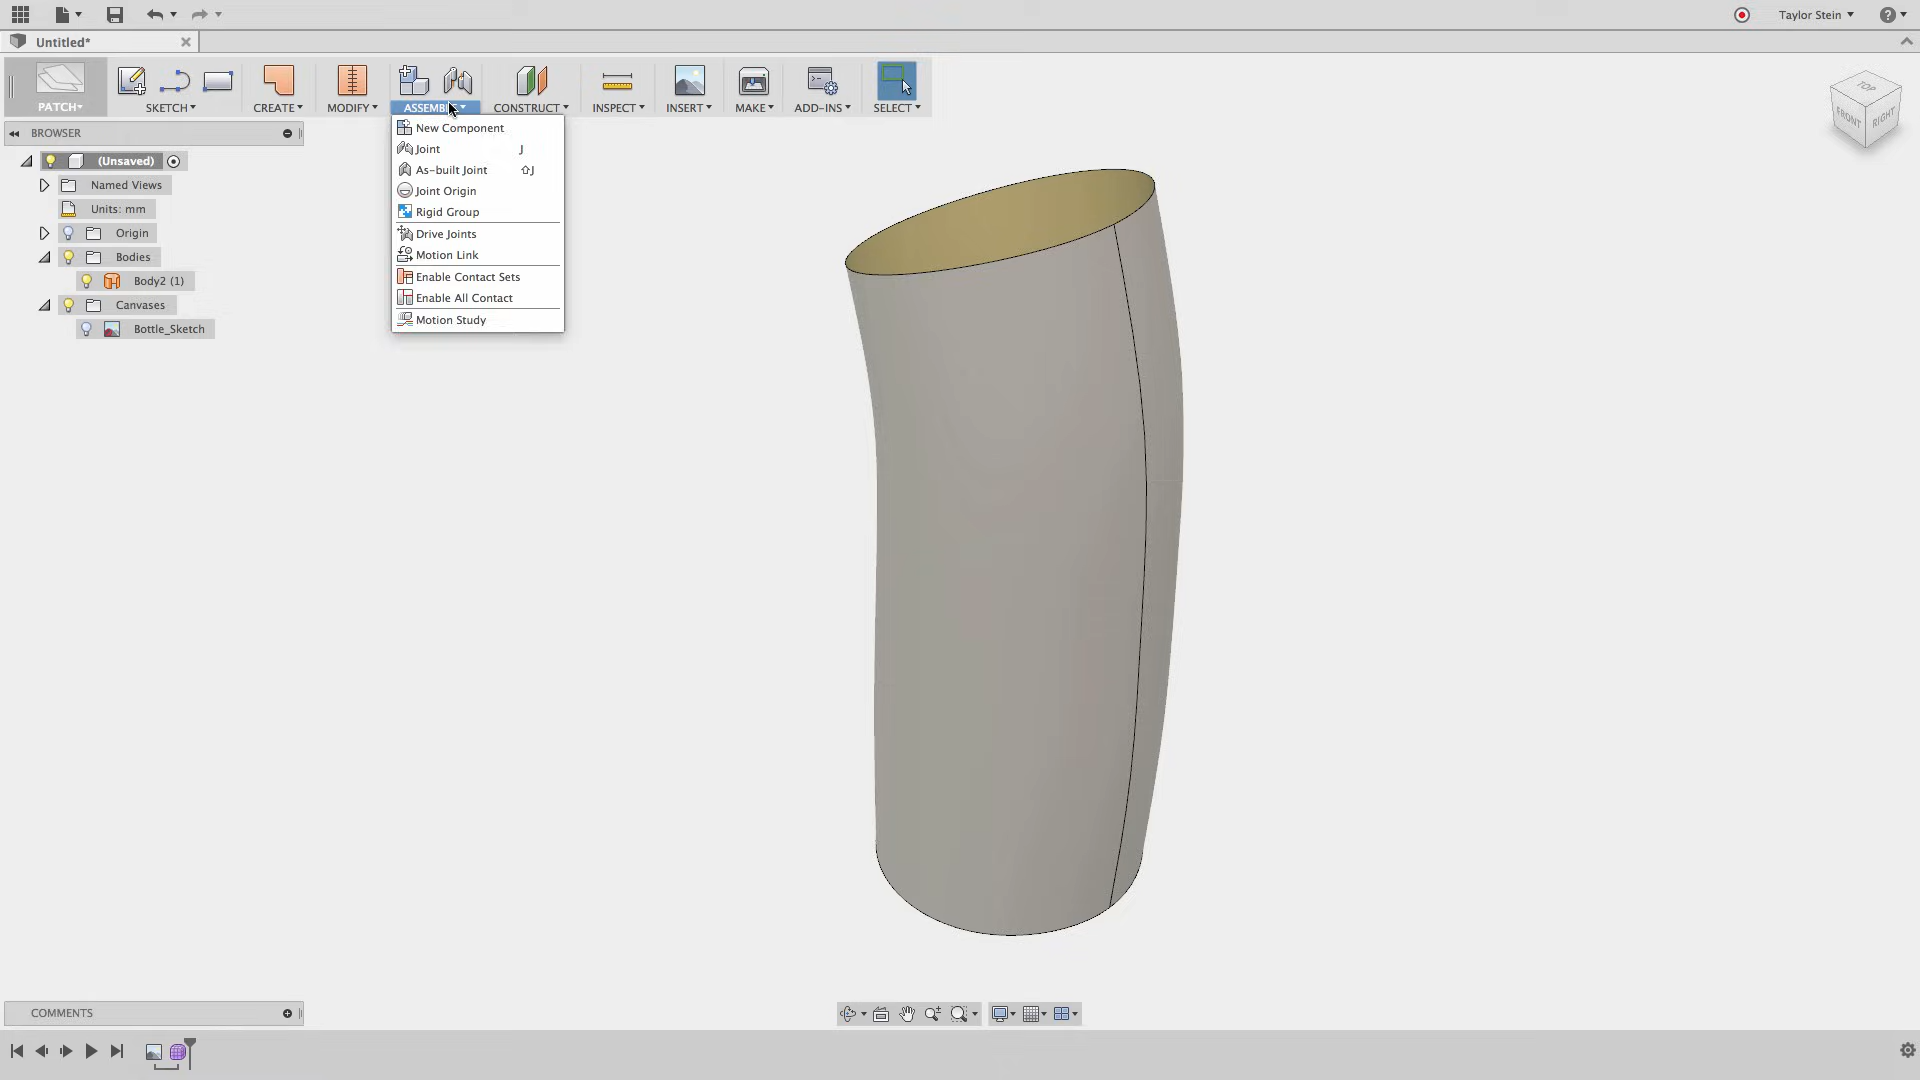 Taylor Stein
Untitled*
PATCH
SKETCH
CREATE
MODIFY
ASSEMBLE
CONSTRUCT
INSPECT
INSERT
MAKE
ADD-INS
SELECT
TOP
FRONT
RIGHT
BROWSER
(Unsaved)
Named Views
Units: mm
Origin
Bodies
Body2 (1)
Canvases
Bottle_Sketch
New Component
Joint J
As-built Joint ⇧J
Joint Origin
Rigid Group
Drive Joints
Motion Link
Enable Contact Sets
Enable All Contact
Motion Study
COMMENTS